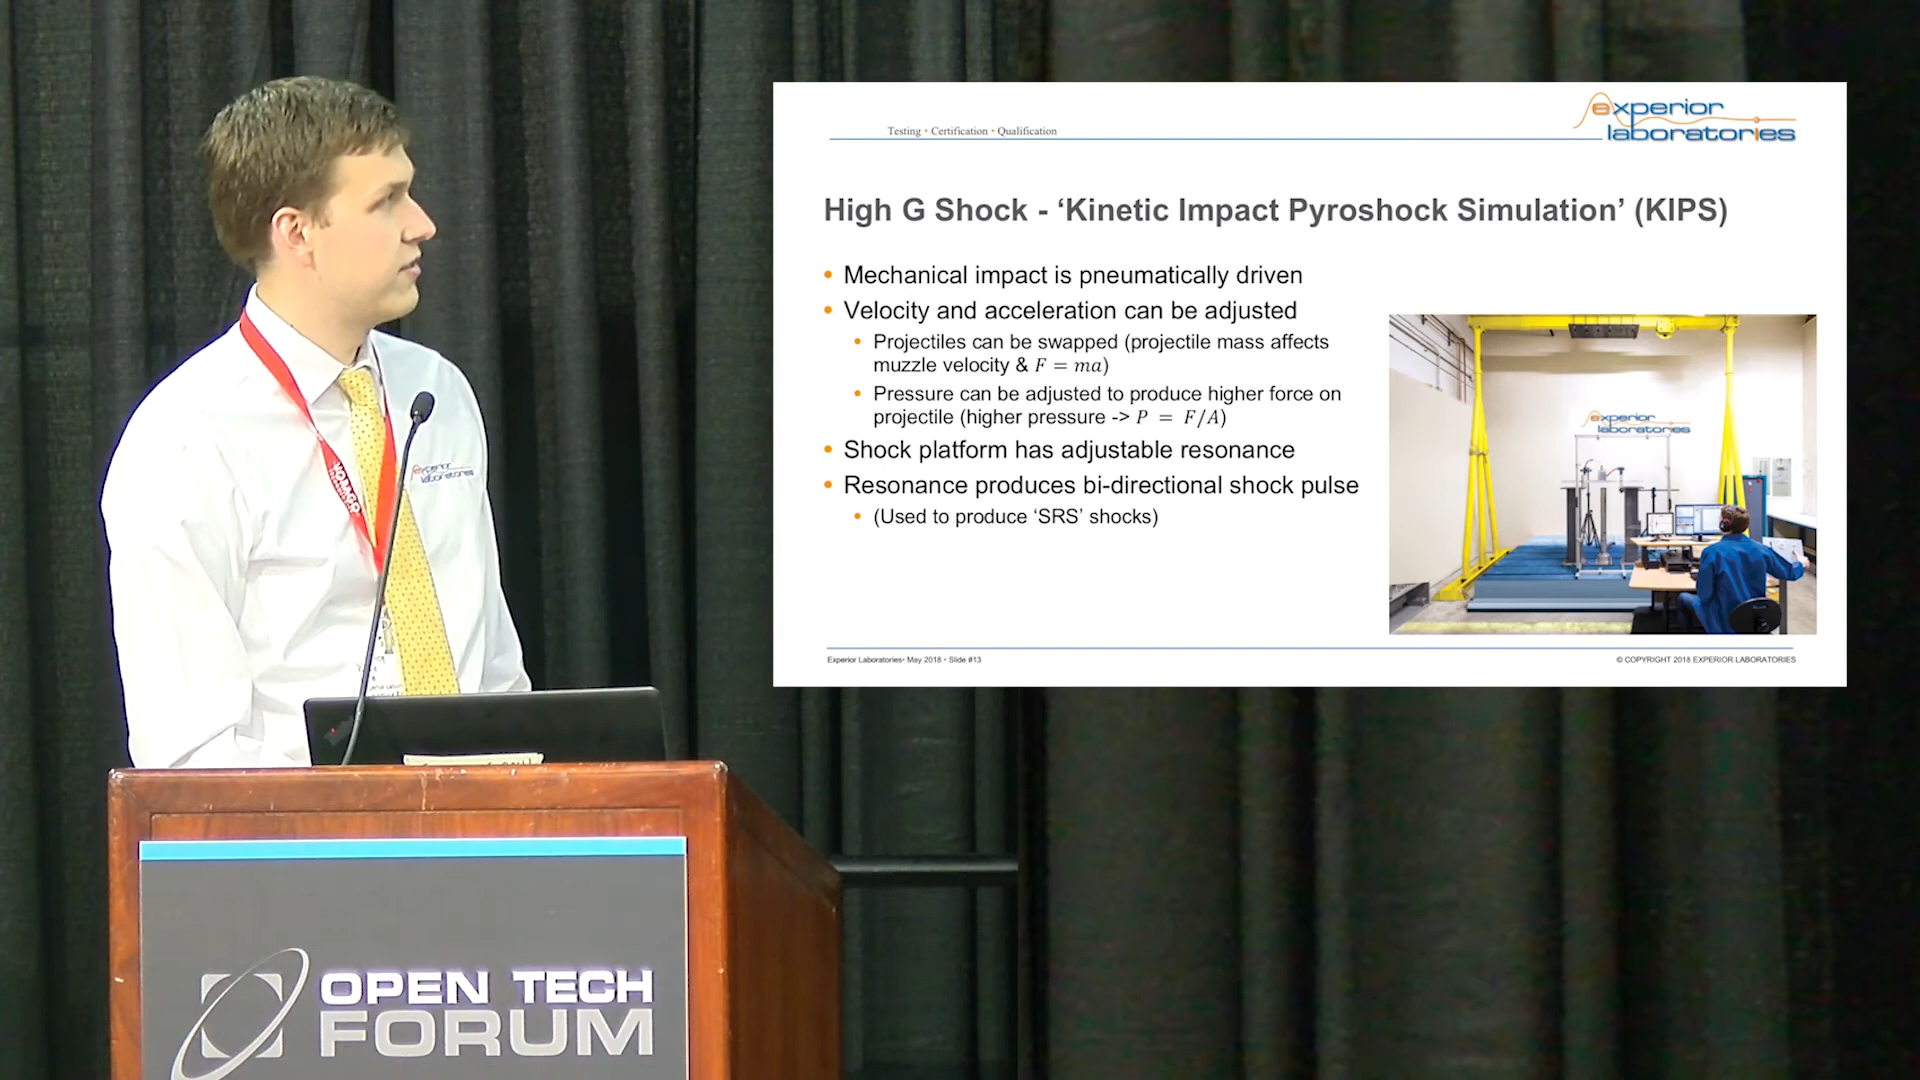 experior
laboratories
Testing • Certification • Qualification
High G Shock - ‘Kinetic Impact Pyroshock Simulation’ (KIPS)
• Mechanical impact is pneumatically driven
• Velocity and acceleration can be adjusted
• Projectiles can be swapped (projectile mass affects
muzzle velocity & F = ma)
• Pressure can be adjusted to produce higher force on
projectile (higher pressure -> P = F/A)
• Shock platform has adjustable resonance
• Resonance produces bi-directional shock pulse
• (Used to produce ‘SRS’ shocks)
experior
laboratories
Experior Laboratories• May 2018 • Slide #13
© COPYRIGHT 2018 EXPERIOR LABORATORIES
experior
laboratories
OPEN TECH
FORUM